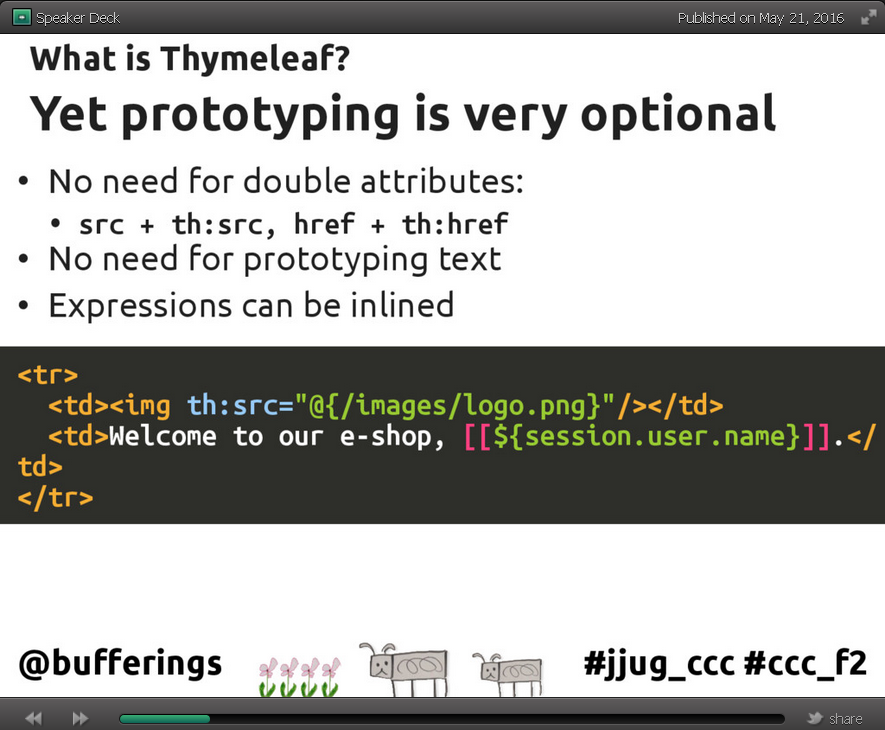 Speaker Deck
Published on May 21, 2016
What is Thymeleaf?
Yet prototyping is very optional
• No need for double attributes:
• src + th:src, href + th:href
• No need for prototyping text
• Expressions can be inlined
<tr>
<td><img th:src="@{/images/logo.png}"/></td>
<td>Welcome to our e-shop, [[${session.user.name}]].</
td>
</tr>
@bufferings
#jjug_ccc #ccc_f2
share